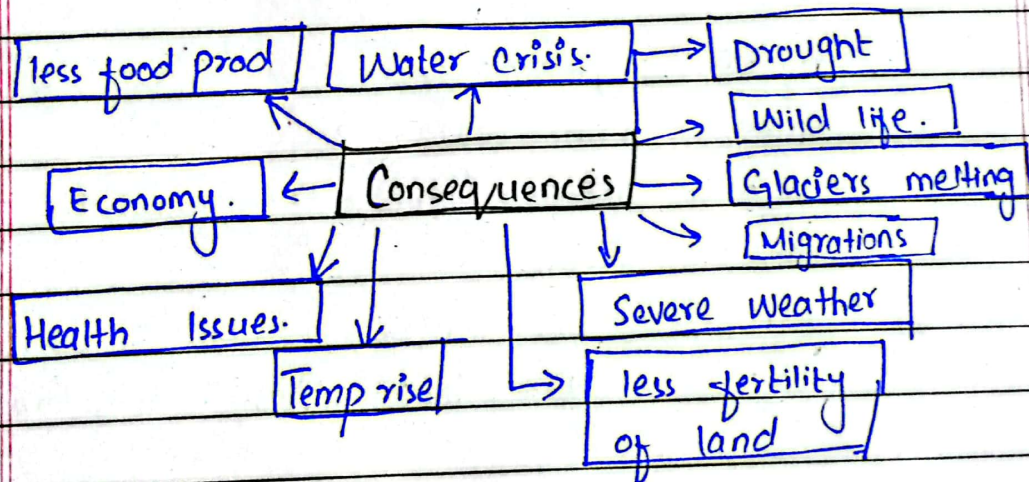 less food prod
Water crisis.
Drought
Wild life.
Economy.
Consequences
Glaciers melting
Migrations
Health Issues.
Severe Weather
Temp rise
less fertility
of land